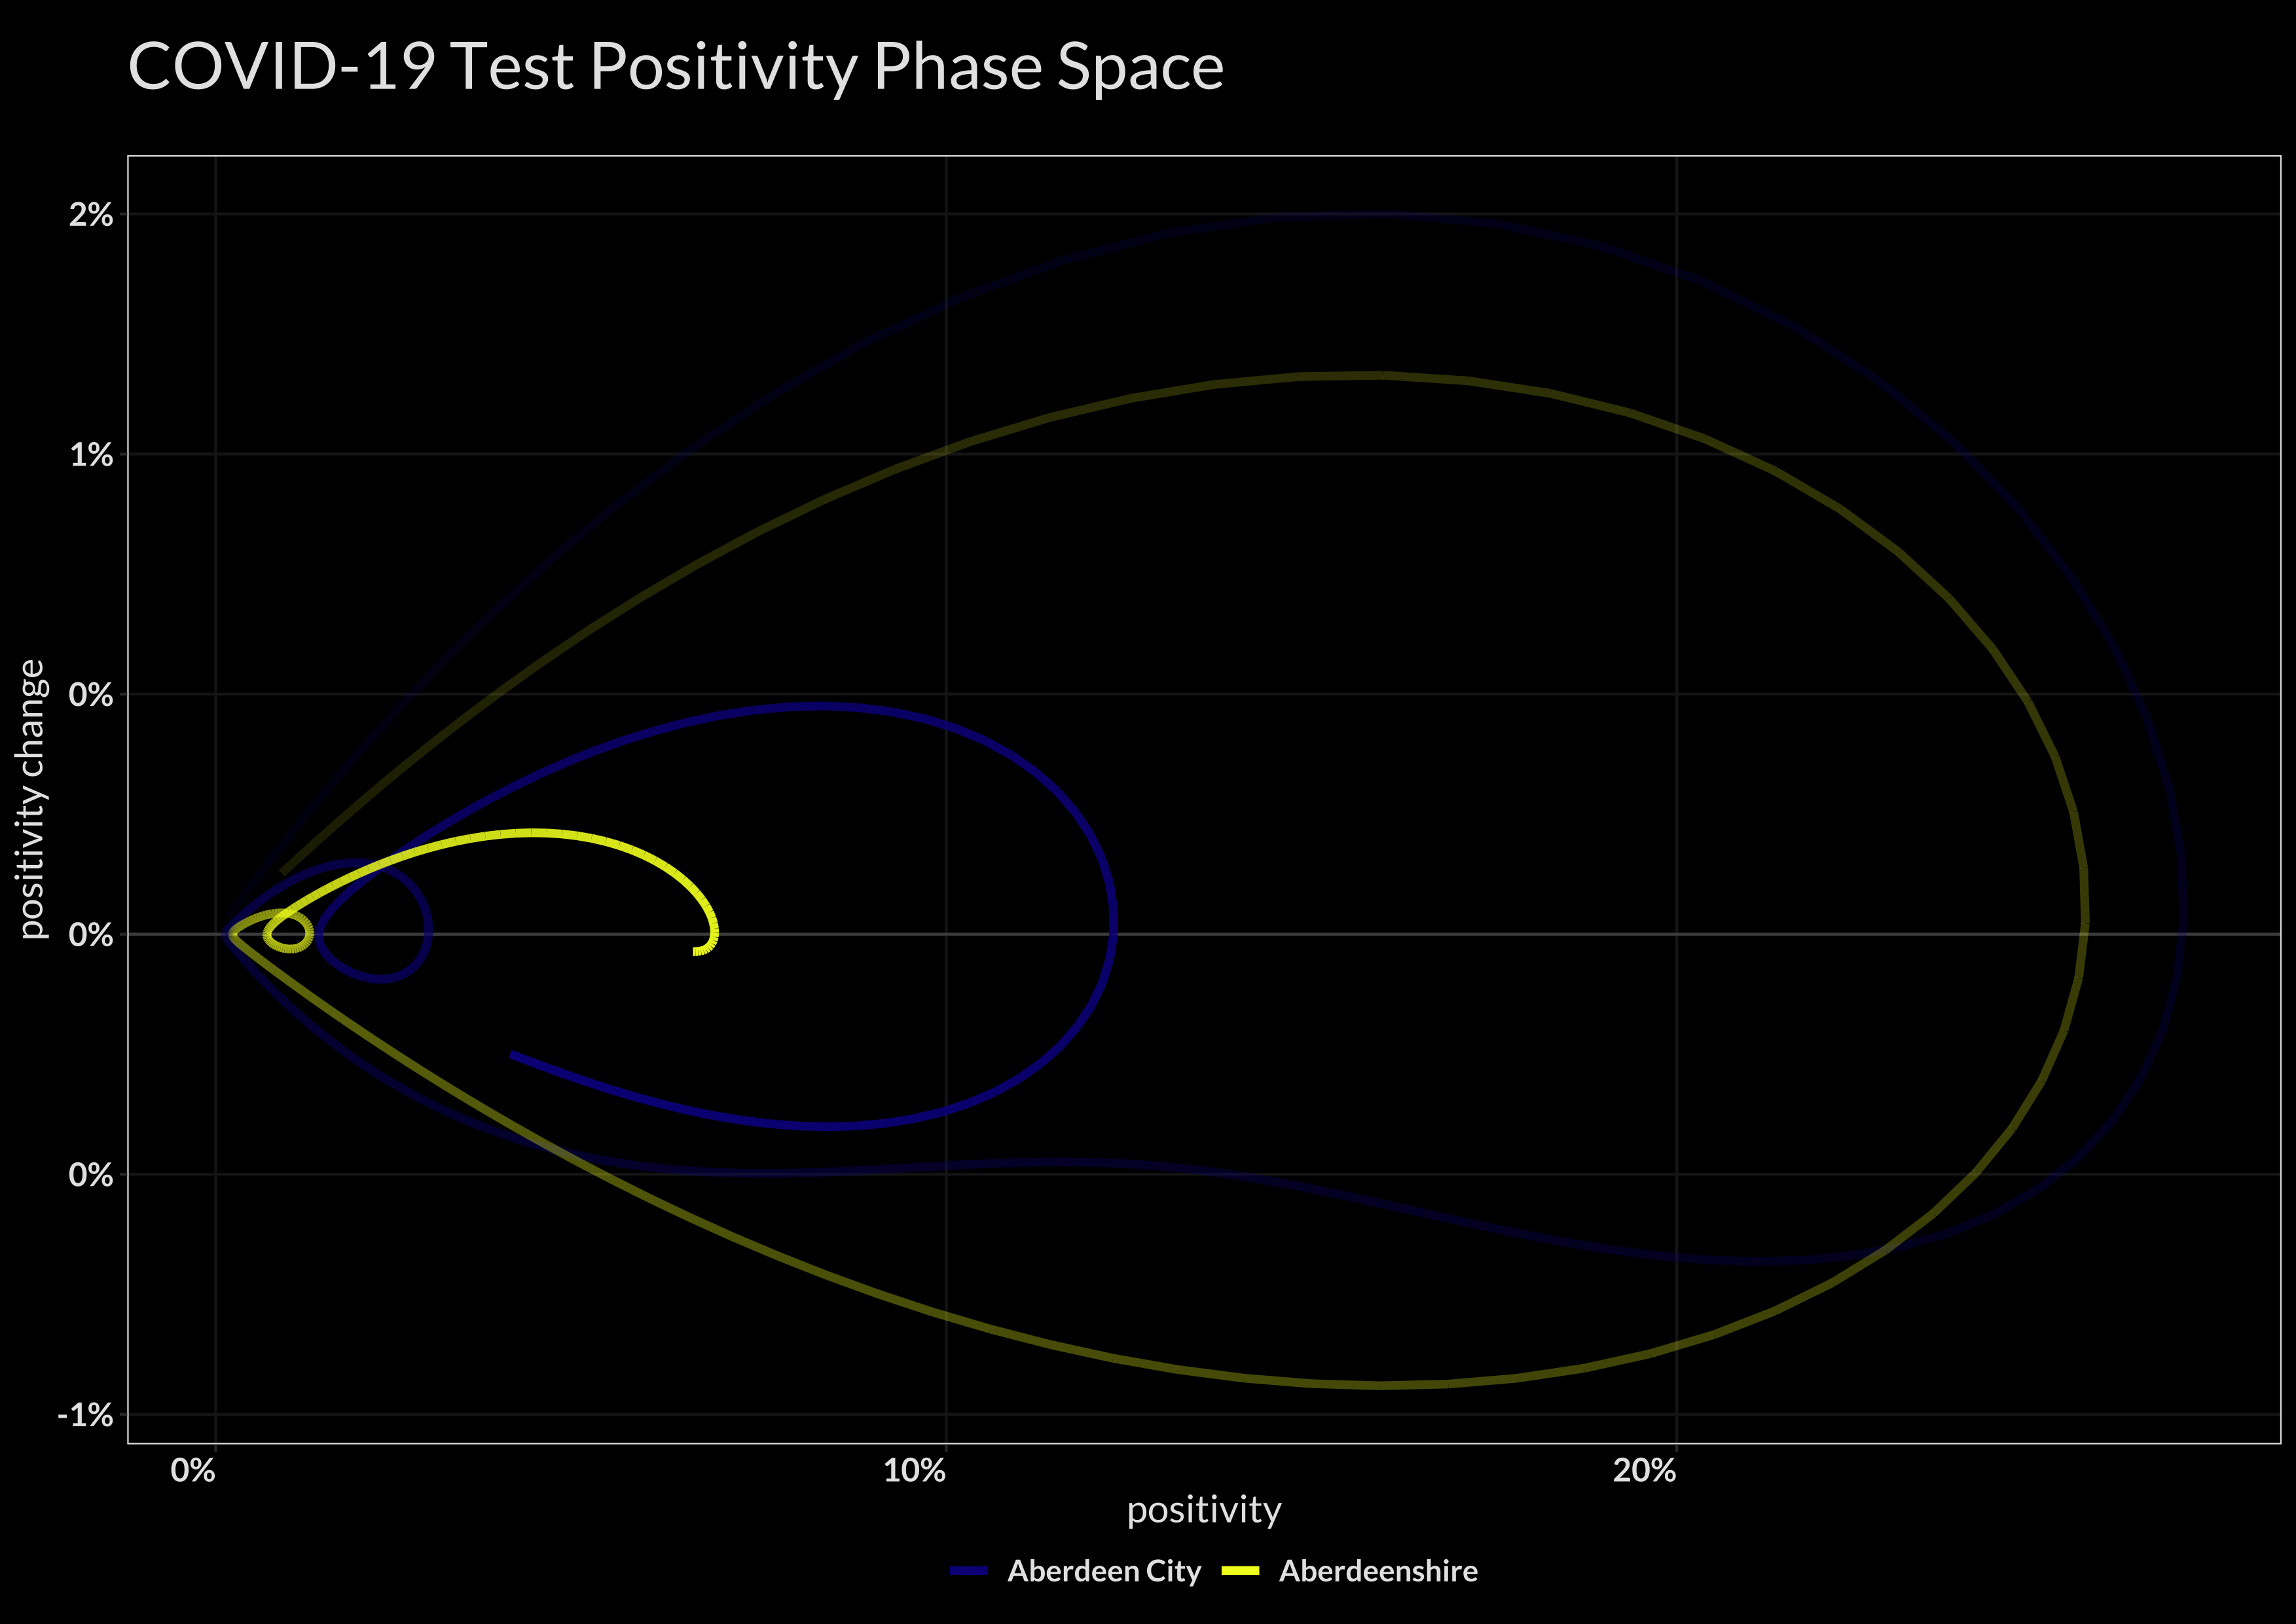 COVID-19 Test Positivity Phase Space
2%
1%
0%
0%
0%
-1%
positivity change
0%
10%
20%
positivity
Aberdeen City
Aberdeenshire